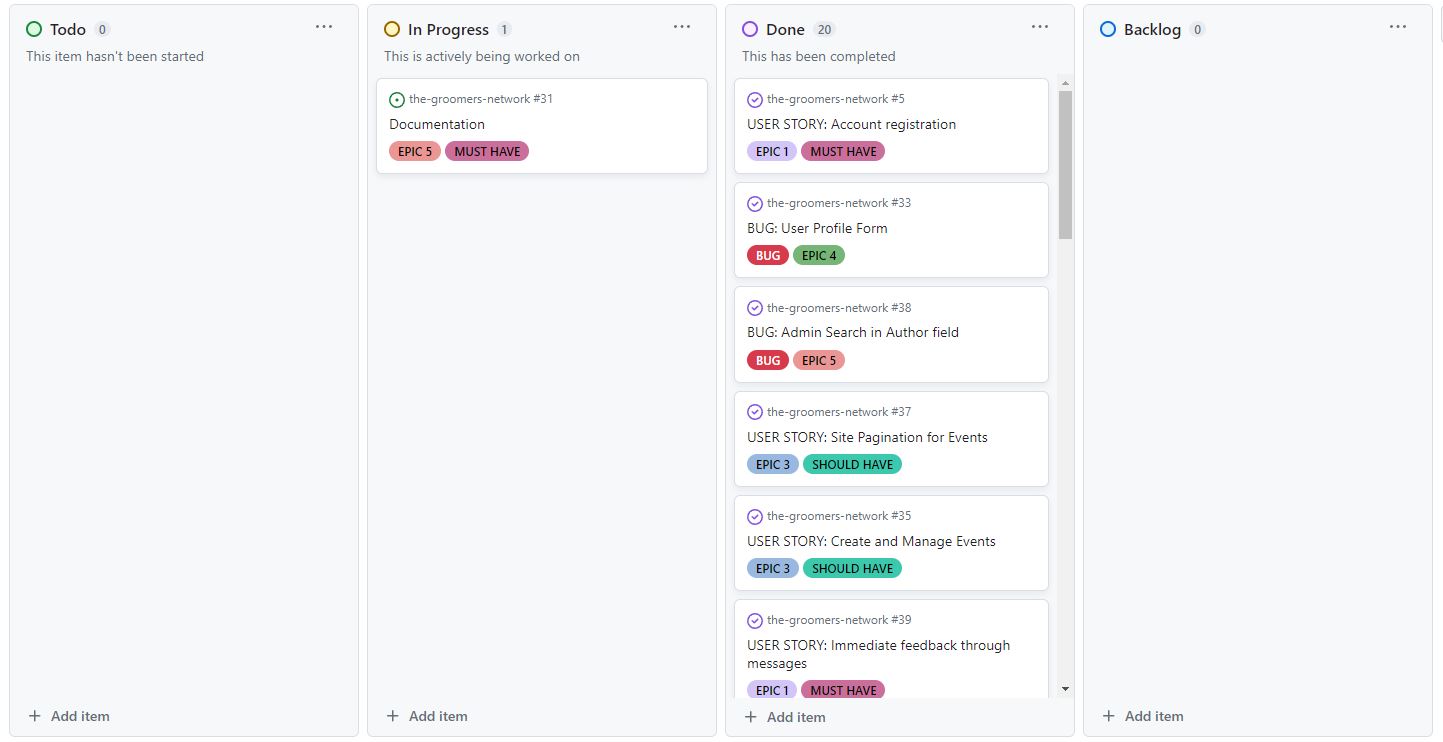 Todo 0
This item hasn't been started
Add item
In Progress 1
This is actively being worked on
the-groomers-network #31
Documentation
EPIC 5 MUST HAVE
Add item
Done 20
This has been completed
the-groomers-network #5
USER STORY: Account registration
EPIC 1 MUST HAVE
the-groomers-network #33
BUG: User Profile Form
BUG EPIC 4
the-groomers-network #38
BUG: Admin Search in Author field
BUG EPIC 5
the-groomers-network #37
USER STORY: Site Pagination for Events
EPIC 3 SHOULD HAVE
the-groomers-network #35
USER STORY: Create and Manage Events
EPIC 3 SHOULD HAVE
the-groomers-network #39
USER STORY: Immediate feedback through
messages
EPIC 1 MUST HAVE
Add item
Backlog 0
Add item